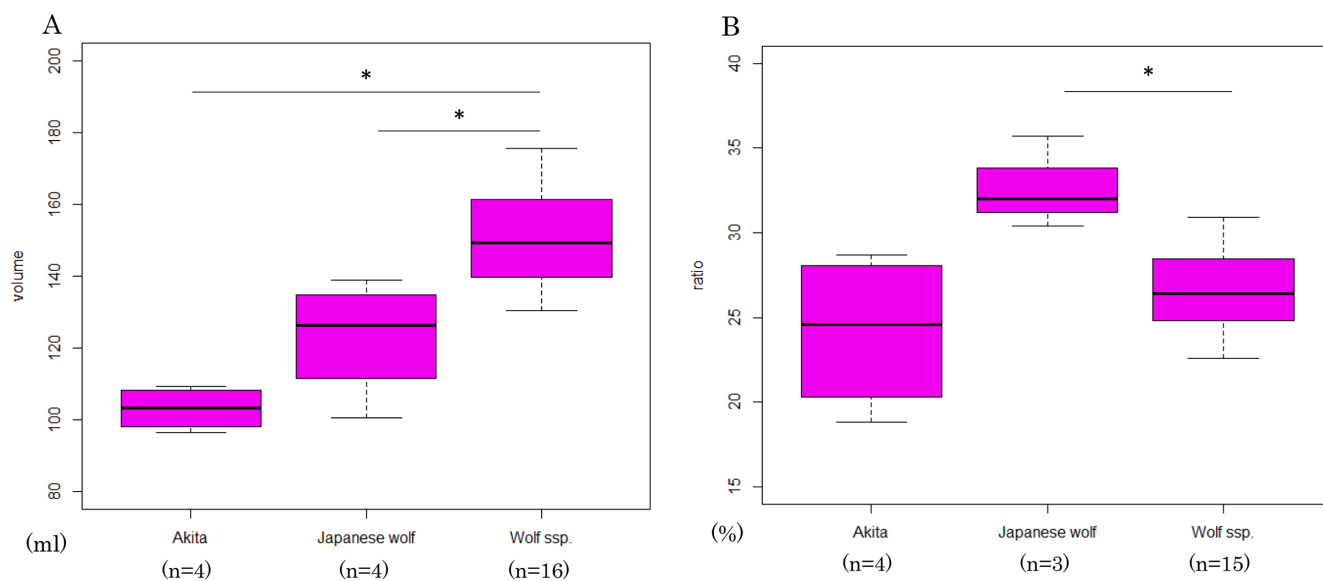 A
200
180
160
140
120
100
80
volume
*
*
Akita
Japanese wolf
Wolf ssp.
(ml)
(n=4)
(n=4)
(n=16)
B
40
35
30
25
20
15
ratio
*
Akita
Japanese wolf
Wolf ssp.
(%)
(n=4)
(n=3)
(n=15)